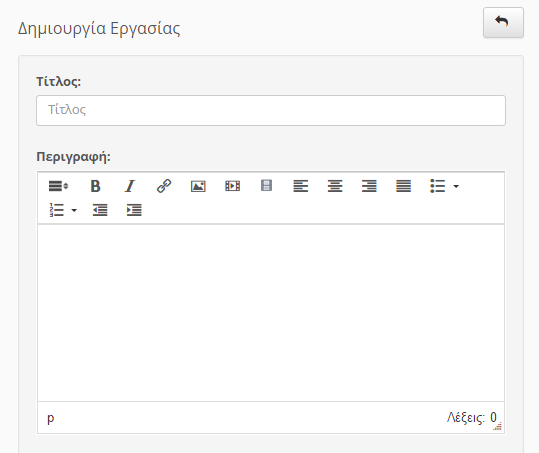 Δημιουργία Εργασίας
Τίτλος:
Τίτλος
Περιγραφή:
B I
p Λέξεις: 0